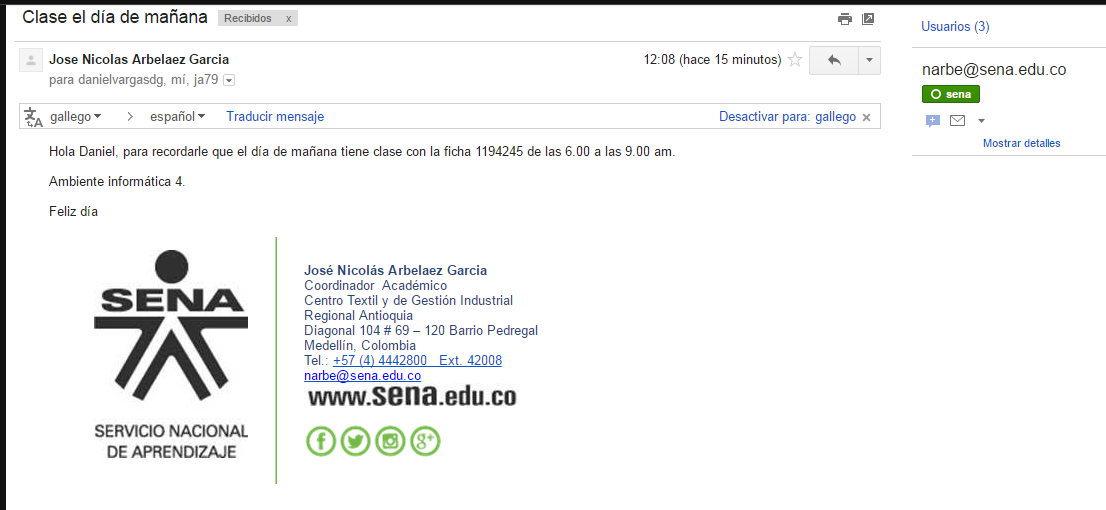 Clase el día de mañana Recibidos x
Jose Nicolas Arbelaez Garcia 12:08 (hace 15 minutos)
para danielvargasdg, mí, ja79
gallego > español Traducir mensaje Desactivar para: gallego x
Hola Daniel, para recordarle que el día de mañana tiene clase con la ficha 1194245 de las 6.00 a las 9.00 am.
Ambiente informática 4.
Feliz día
SENA
SERVICIO NACIONAL
DE APRENDIZAJE
José Nicolás Arbelaez Garcia
Coordinador Académico
Centro Textil y de Gestión Industrial
Regional Antioquia
Diagonal 104 # 69 – 120 Barrio Pedregal
Medellín, Colombia
Tel.: +57 (4) 4442800 Ext. 42008
narbe@sena.edu.co
www.sena.edu.co
Usuarios (3)
narbe@sena.edu.co
sena
Mostrar detalles